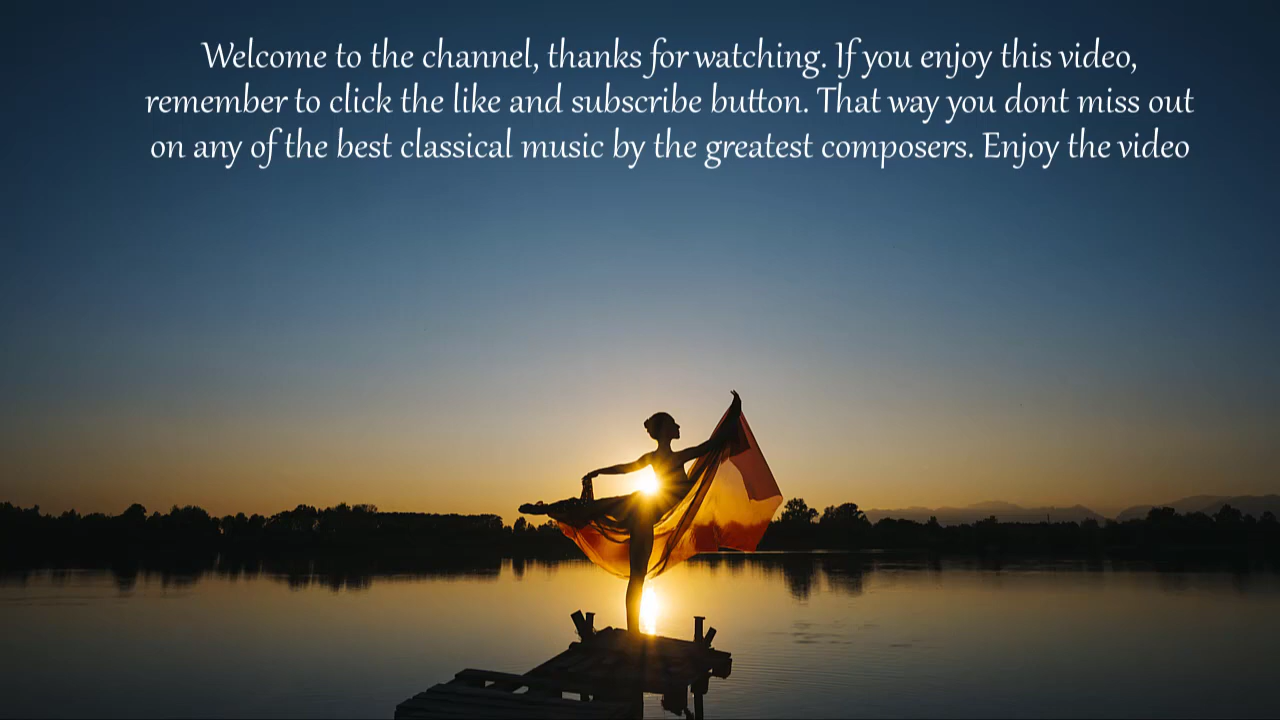 Welcome to the channel, thanks for watching. If you enjoy this video,
remember to click the like and subscribe button. That way you dont miss out
on any of the best classical music by the greatest composers. Enjoy the video